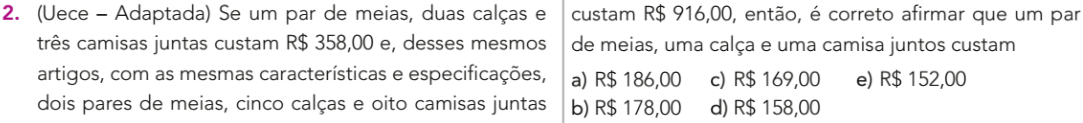 2. (Uece – Adaptada) Se um par de meias, duas calças e
três camisas juntas custam R$ 358,00 e, desses mesmos
artigos, com as mesmas características e especificações,
dois pares de meias, cinco calças e oito camisas juntas
custam R$ 916,00, então, é correto afirmar que um par
de meias, uma calça e uma camisa juntos custam
a) R$ 186,00 c) R$ 169,00 e) R$ 152,00
b) R$ 178,00 d) R$ 158,00